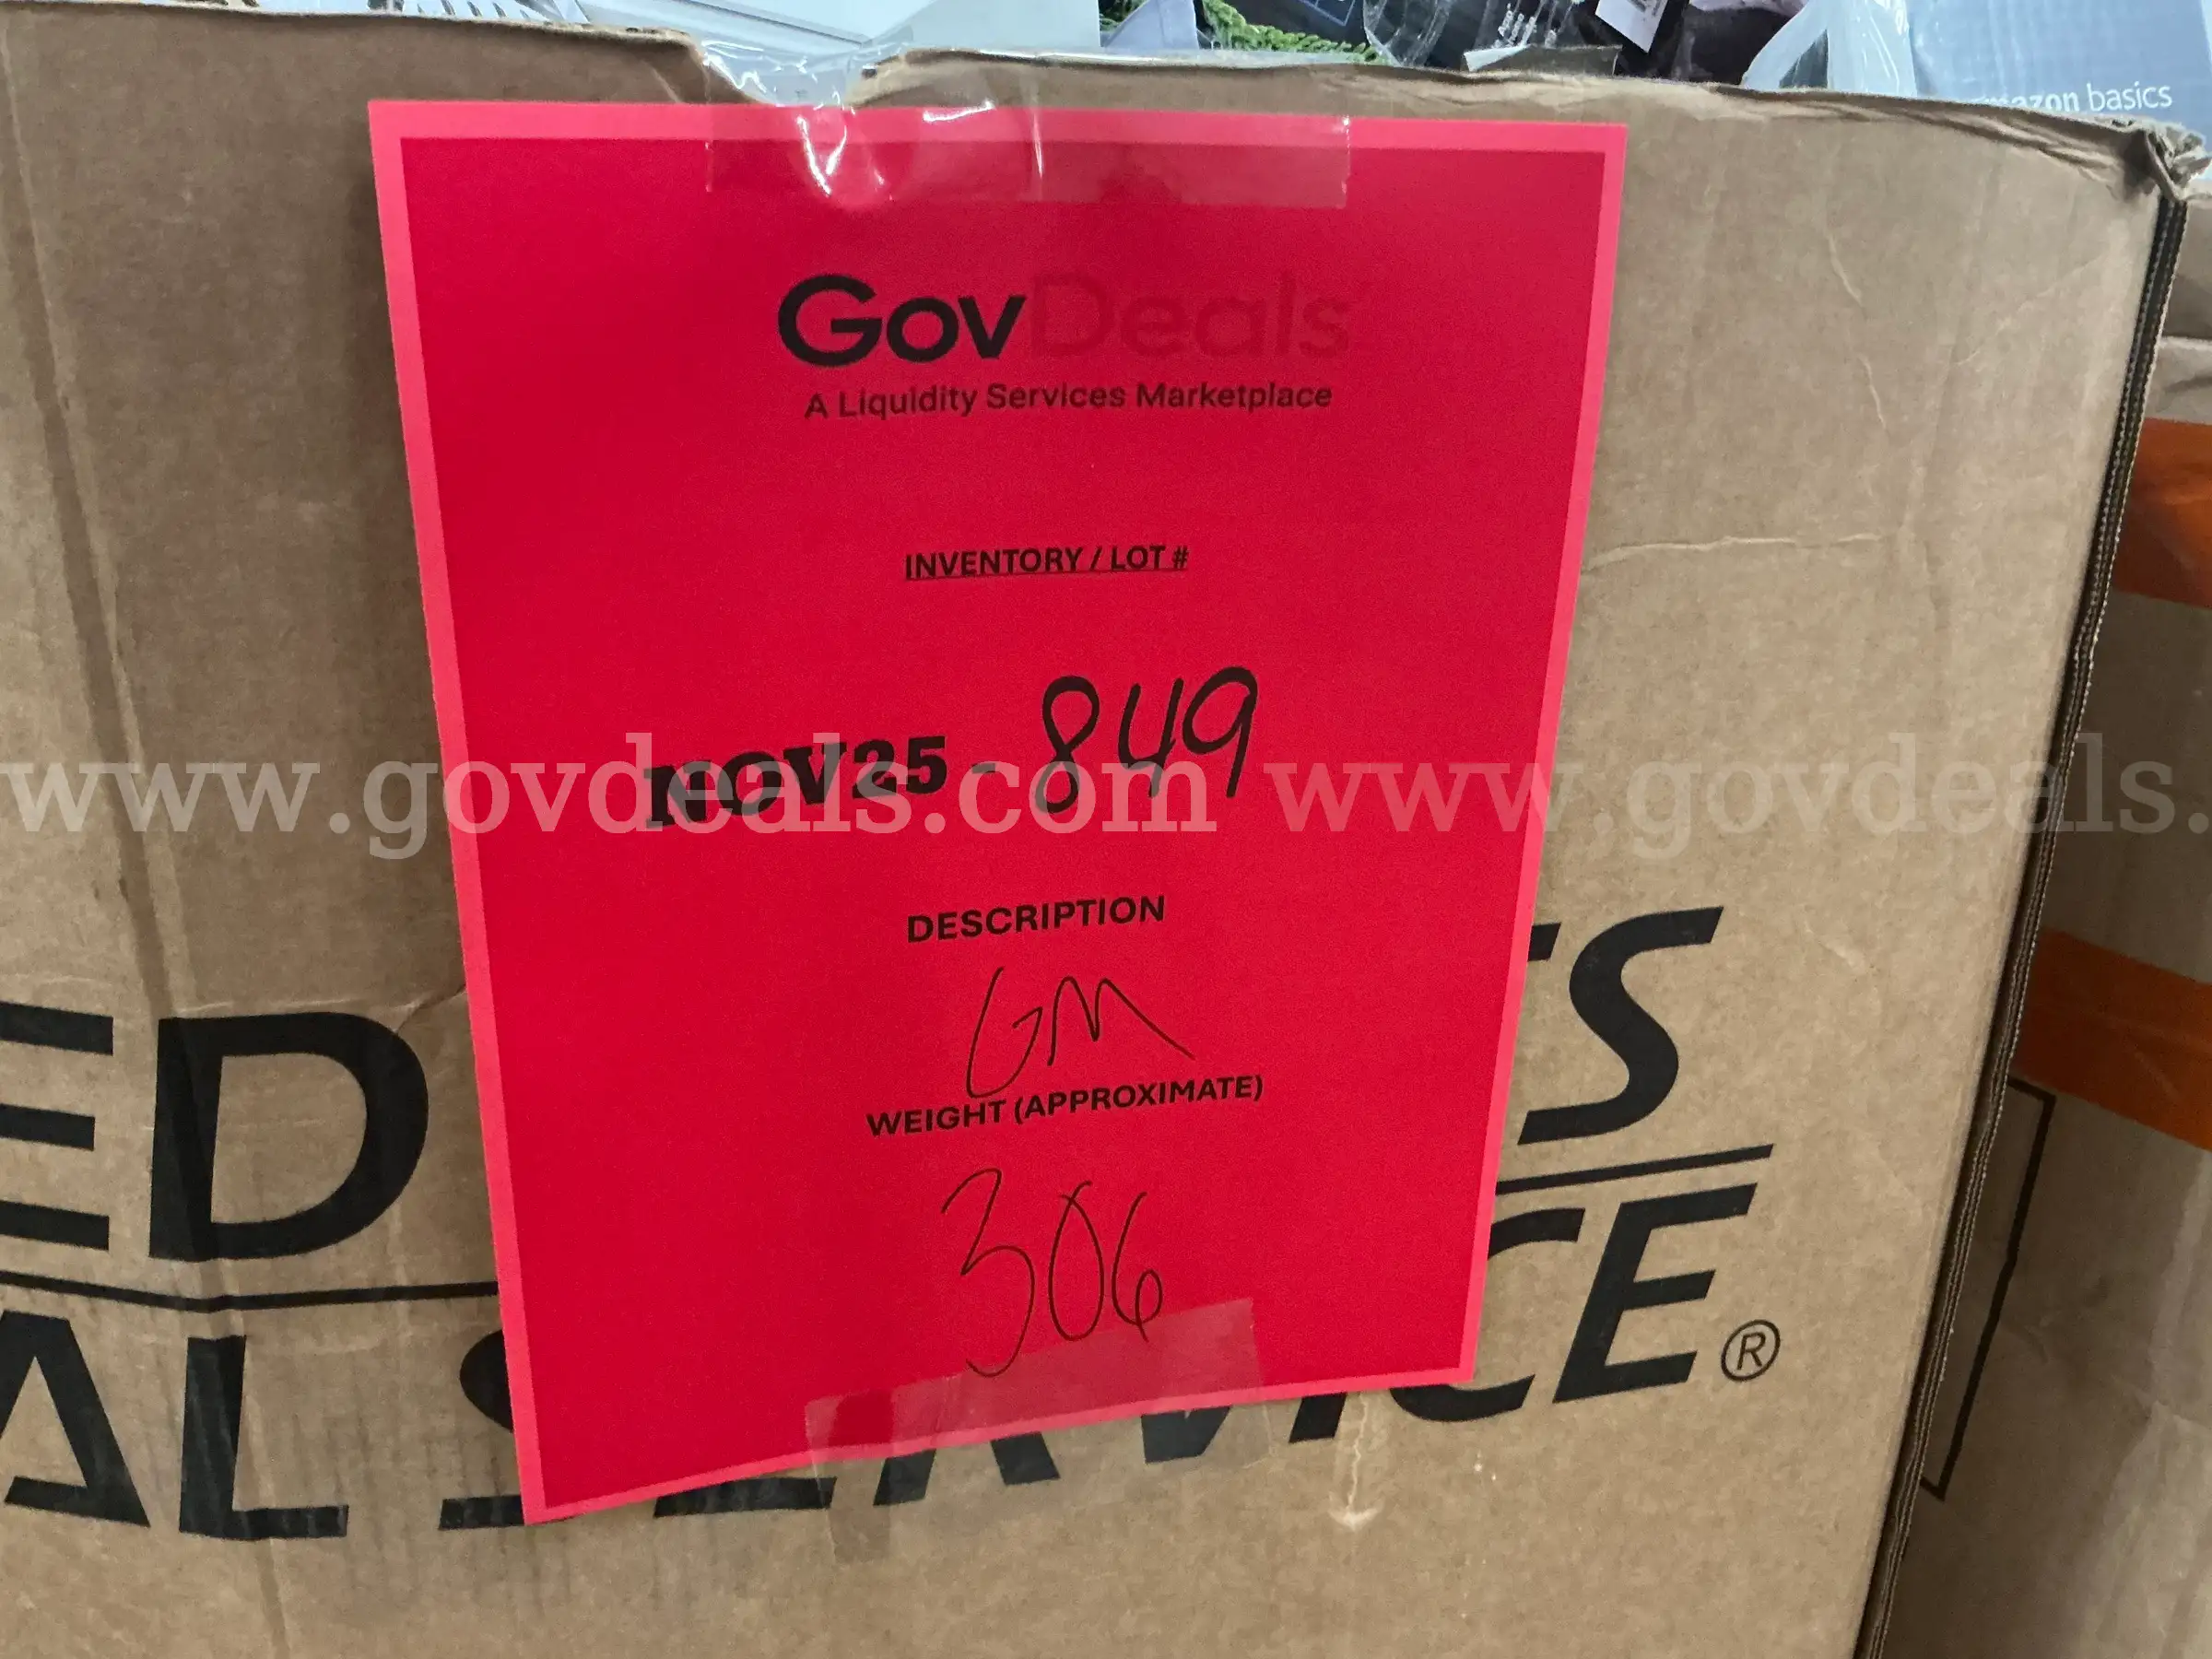 amazon basics
GovDeals
A Liquidity Services Marketplace
INVENTORY / LOT #
NOV25 - 849
www.govdeals.com www.govdeals.
DESCRIPTION
GM
WEIGHT (APPROXIMATE)
306
ED
TS
AL SERVICE®